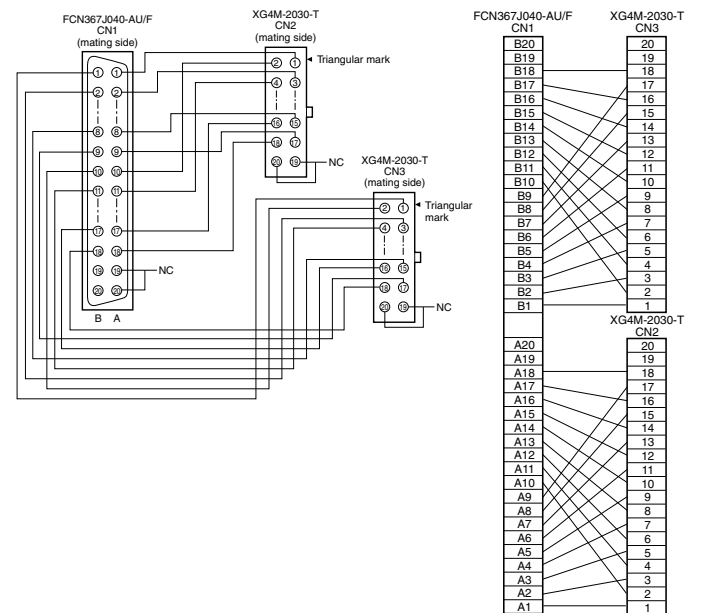 FCN367J040-AU/F
CN1
(mating side)
① ①
② ②
⑧ ⑧
⑨ ⑨
⑩ ⑩
⑪ ⑪
⑰ ⑰
⑱ ⑱
⑲ ⑲ NC
⑳ ⑳
B A
XG4M-2030-T
CN2
(mating side)
② ① Triangular mark
④ ③
⑯ ⑮
⑱ ⑰
⑳ ⑲ NC
XG4M-2030-T
CN3
(mating side)
② ① Triangular
mark
④ ③
⑯ ⑮
⑱ ⑰
⑳ ⑲ NC
FCN367J040-AU/F
CN1
B20
B19
B18
B17
B16
B15
B14
B13
B12
B11
B10
B9
B8
B7
B6
B5
B4
B3
B2
B1
A20
A19
A18
A17
A16
A15
A14
A13
A12
A11
A10
A9
A8
A7
A6
A5
A4
A3
A2
A1
XG4M-2030-T
CN3
20
19
18
17
16
15
14
13
12
11
10
9
8
7
6
5
4
3
2
1
XG4M-2030-T
CN2
20
19
18
17
16
15
14
13
12
11
10
9
8
7
6
5
4
3
2
1